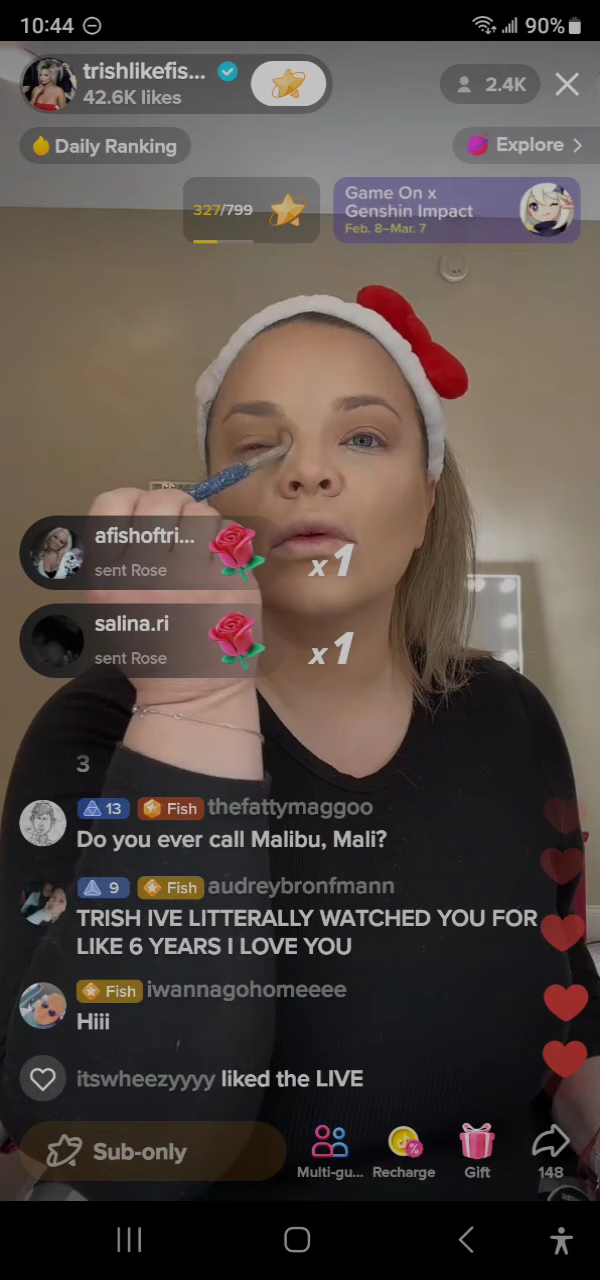 10:44
90%
trishlikefis...
42.6K likes
2.4K
Daily Ranking
Explore
327/799
Game On x
Genshin Impact
Feb. 8–Mar. 7
afishoftri...
sent Rose
x1
salina.ri
sent Rose
x1
3
13 Fish thefattymaggoo
Do you ever call Malibu, Mali?
9 Fish audreybronfmann
TRISH IVE LITTERALLY WATCHED YOU FOR
LIKE 6 YEARS I LOVE YOU
Fish iwannagohomeeee
Hiii
itswheezyyyy liked the LIVE
Sub-only
Multi-gu...
Recharge
Gift
148